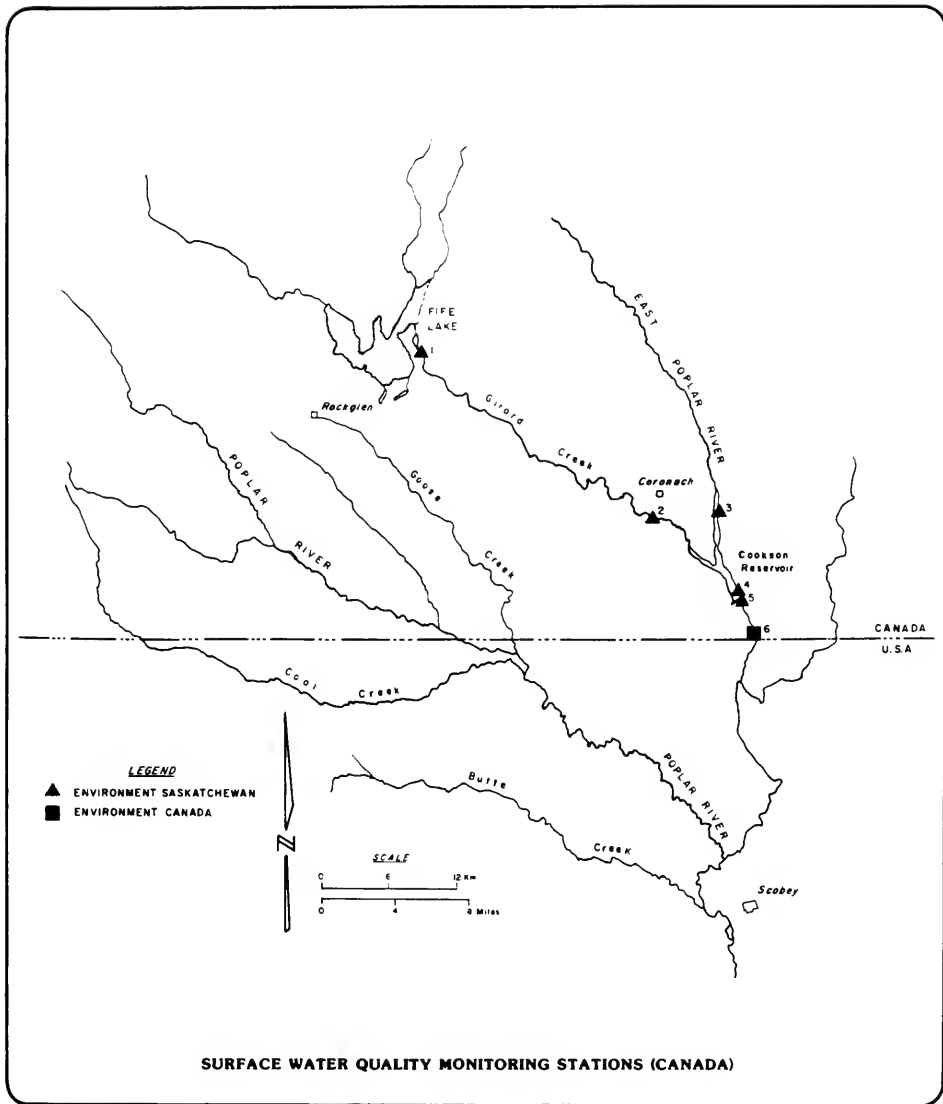 FIFE
LAKE
1
EAST
POPLAR
RIVER
Rockglen
Girard
Creek
Coronach
2
3
POPLAR
RIVER
Goose
Creek
Cookson
Reservoir
4
5
6
CANADA
U.S.A
Coal
Creek
LEGEND
ENVIRONMENT SASKATCHEWAN
ENVIRONMENT CANADA
N
Butte
Creek
POPLAR RIVER
Scobey
SCALE
0 6 12 Km
0 4 8 Miles
SURFACE WATER QUALITY MONITORING STATIONS (CANADA)